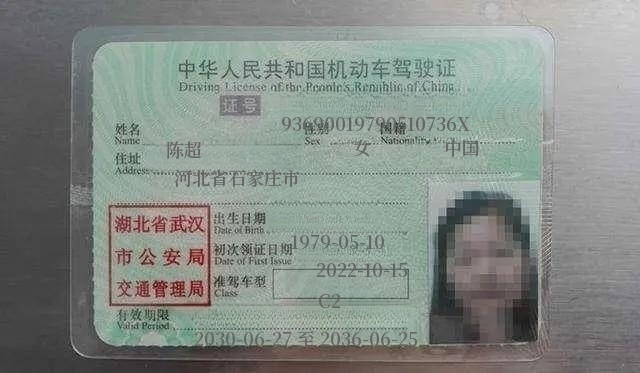 中华人民共和国机动车驾驶证
Driving License of the People's Republic of China
证号 93690019790510736X
姓名 陈超 性别 女 国籍 中国
Name Sex Nationality
住址 河北省石家庄市
Address
湖北省武汉
市公安局
交通管理局
出生日期 1979-05-10
Date of Birth
初次领证日期 2022-10-15
Date of First Issue
准驾车型 C2
Class
有效期限 2030-06-27 至 2036-06-25
Valid Period